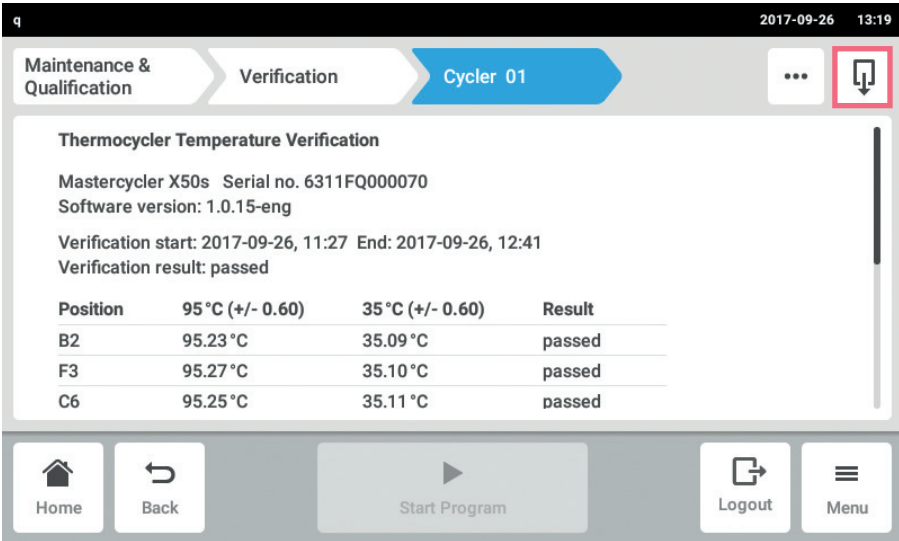 q 2017-09-26 13:19
Maintenance &
Qualification
Verification
Cycler 01
Thermocycler Temperature Verification
Mastercycler X50s Serial no. 6311FQ000070
Software version: 1.0.15-eng
Verification start: 2017-09-26, 11:27 End: 2017-09-26, 12:41
Verification result: passed
Position 95°C (+/- 0.60) 35°C (+/- 0.60) Result
B2 95.23°C 35.09°C passed
F3 95.27°C 35.10°C passed
C6 95.25°C 35.11°C passed
Home
Back
Start Program
Logout
Menu